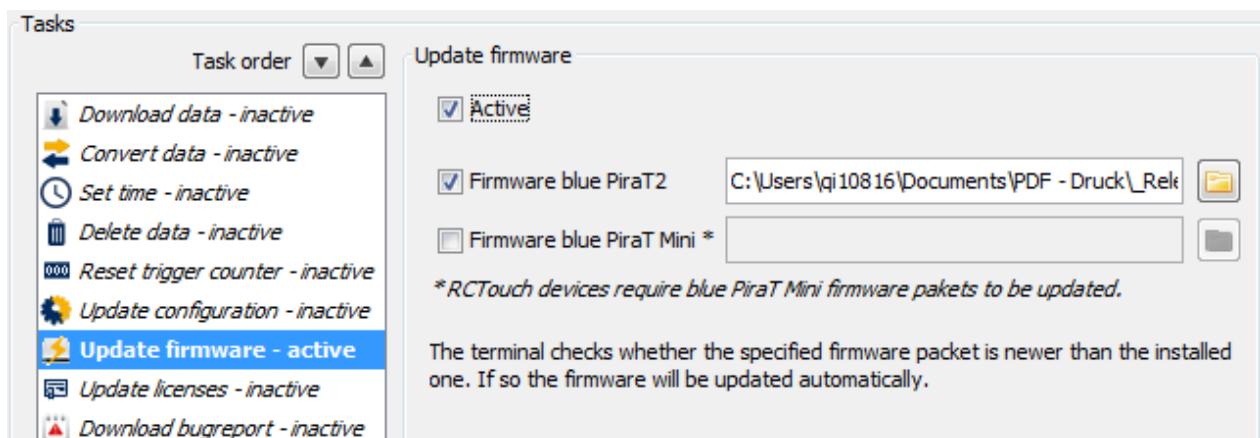 Tasks
Task order
Download data - inactive
Convert data - inactive
Set time - inactive
Delete data - inactive
000 Reset trigger counter - inactive
Update configuration - inactive
Update firmware - active
Update licenses - inactive
Download bugreport - inactive
Update firmware
Active
Firmware blue PiraT2 C:\Users\qi10816\Documents\PDF - Druck\_Rele
Firmware blue PiraT Mini *
*RCTouch devices require blue PiraT Mini firmware pakets to be updated.
The terminal checks whether the specified firmware packet is newer than the installed
one. If so the firmware will be updated automatically.